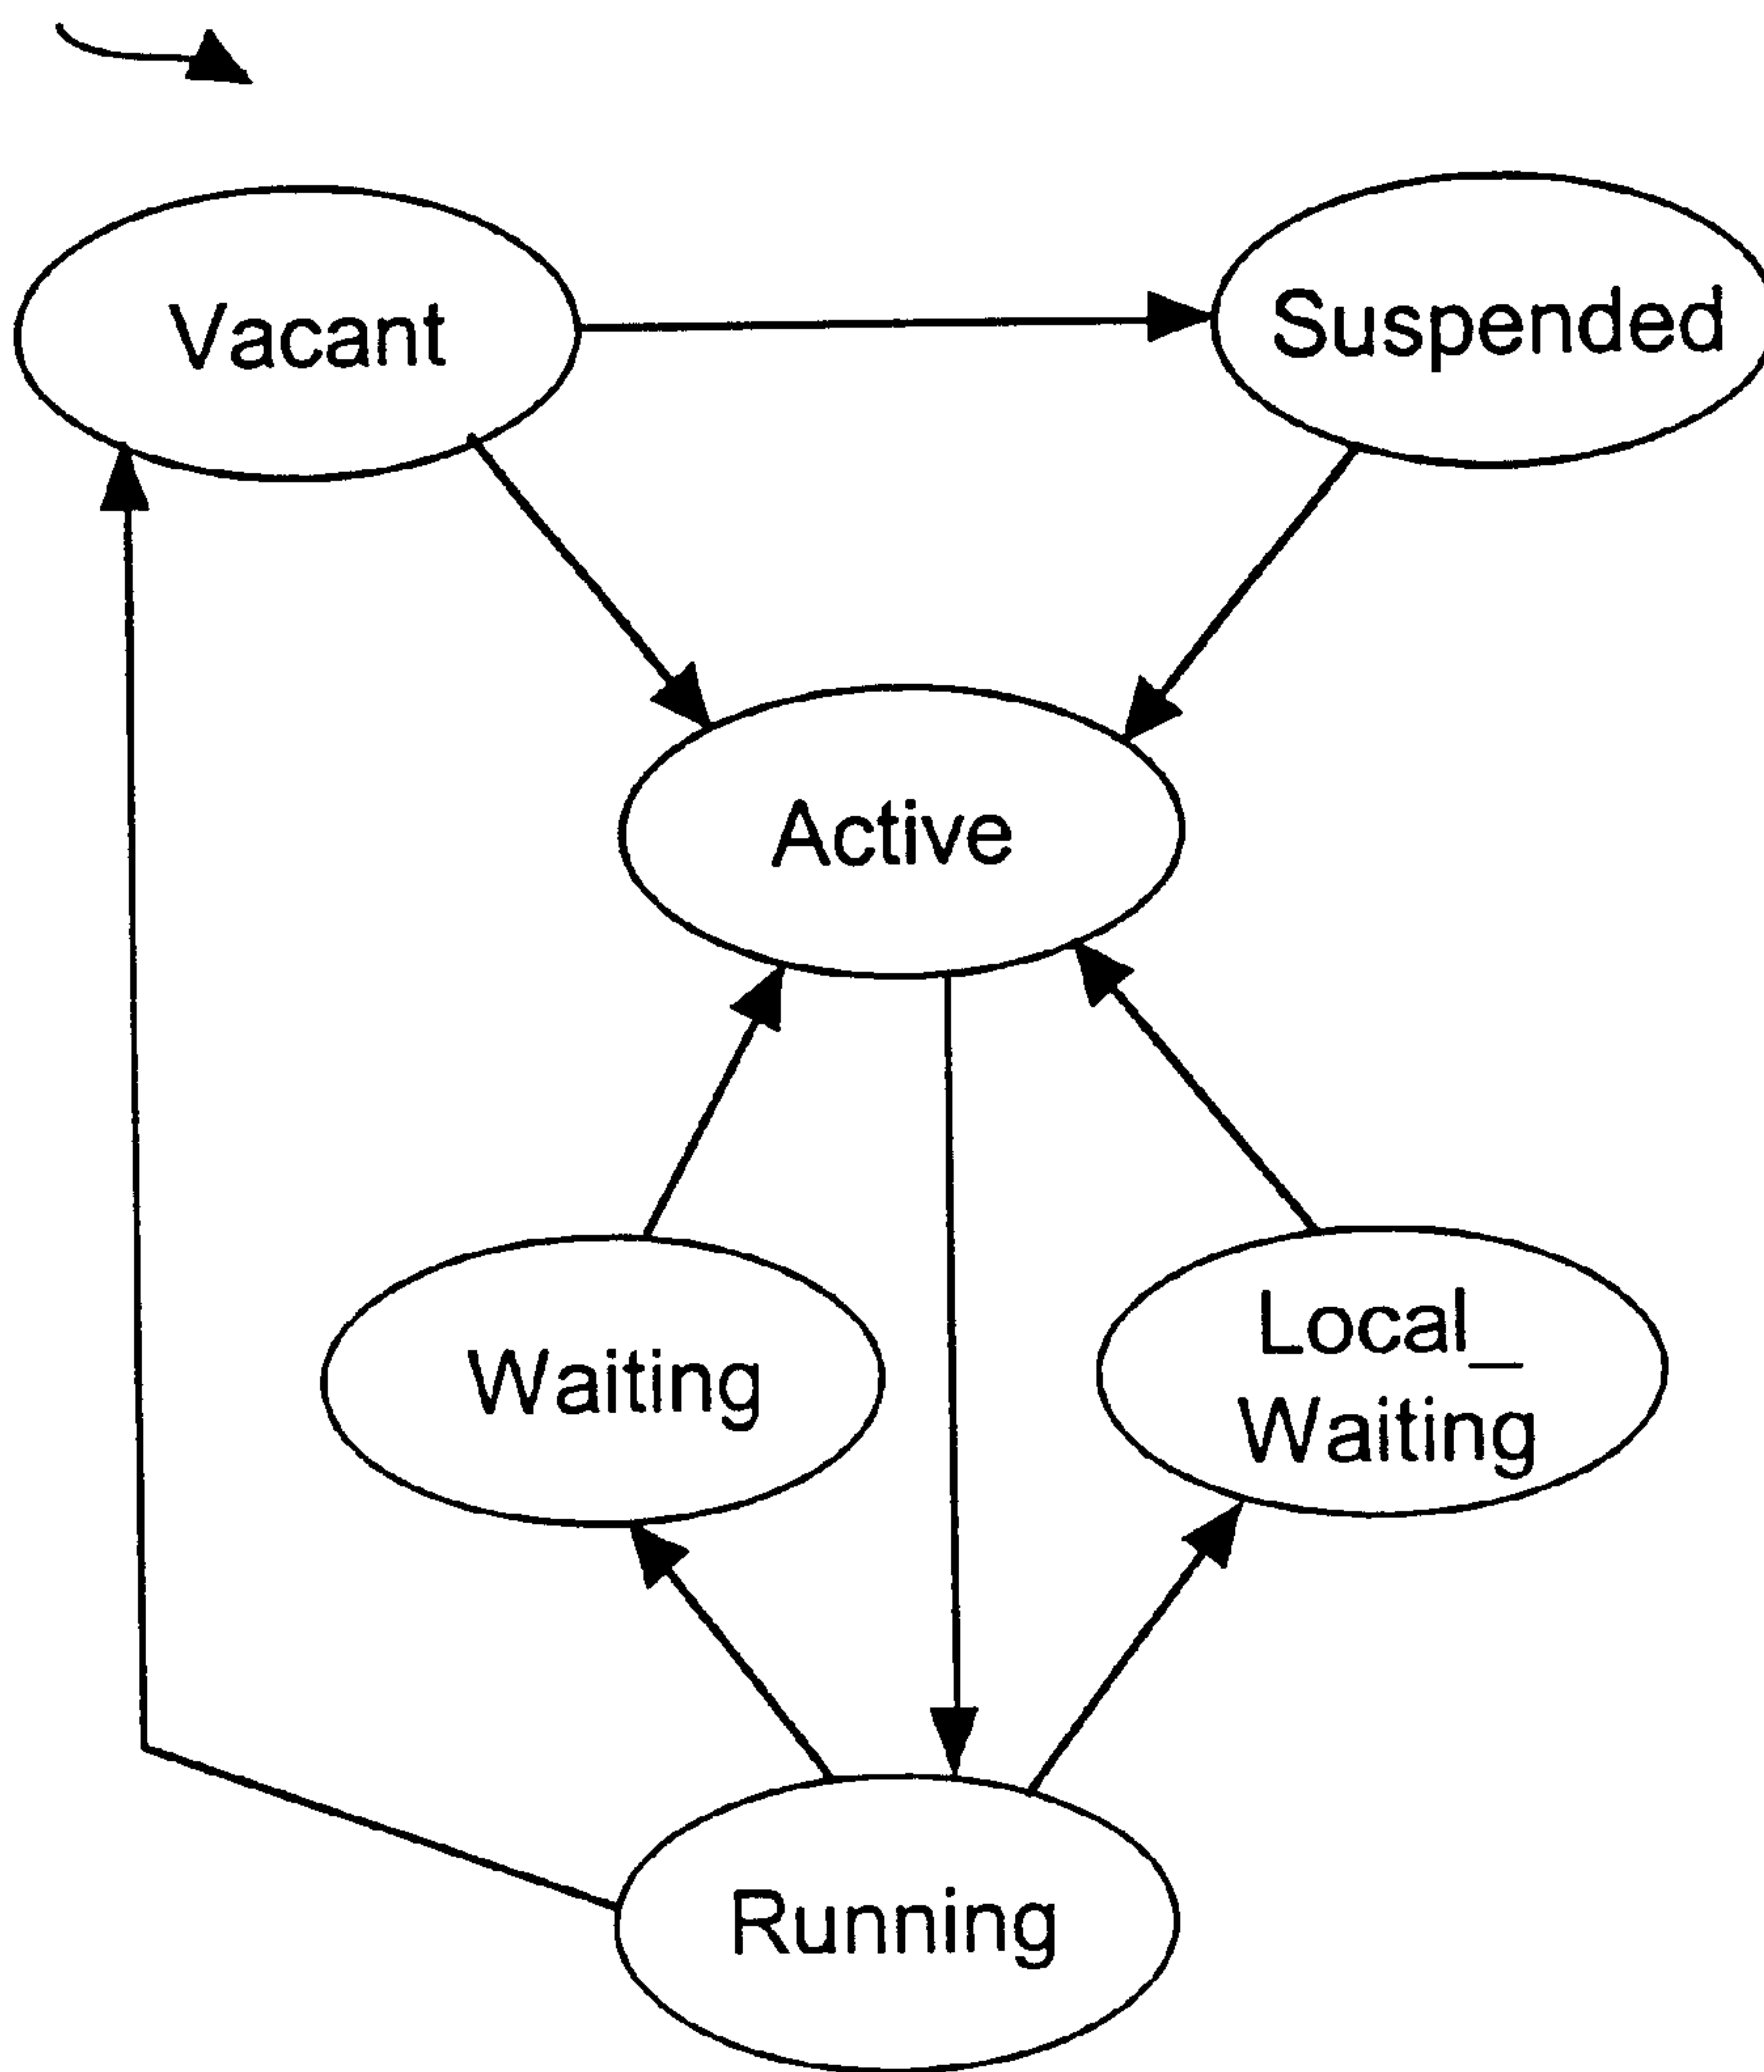 Vacant
Suspended
Active
Waiting
Local_
Waiting
Running